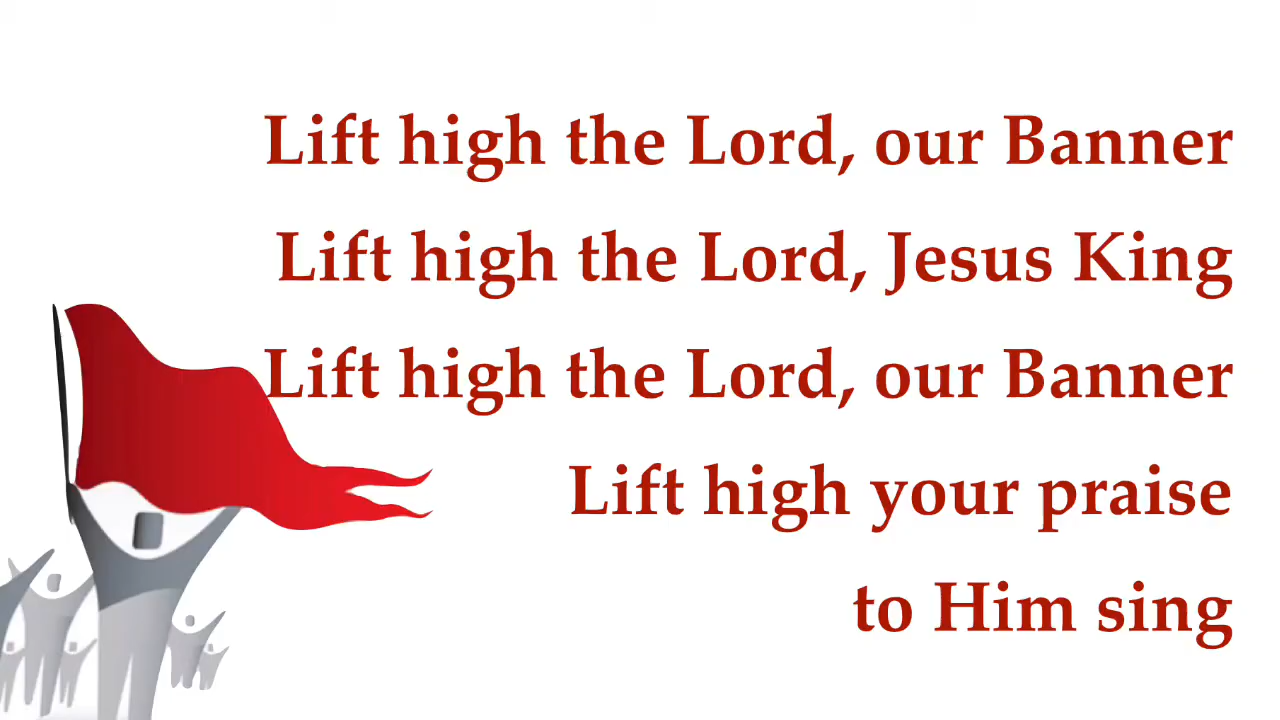 Lift high the Lord, our Banner
Lift high the Lord, Jesus King
Lift high the Lord, our Banner
Lift high your praise
to Him sing